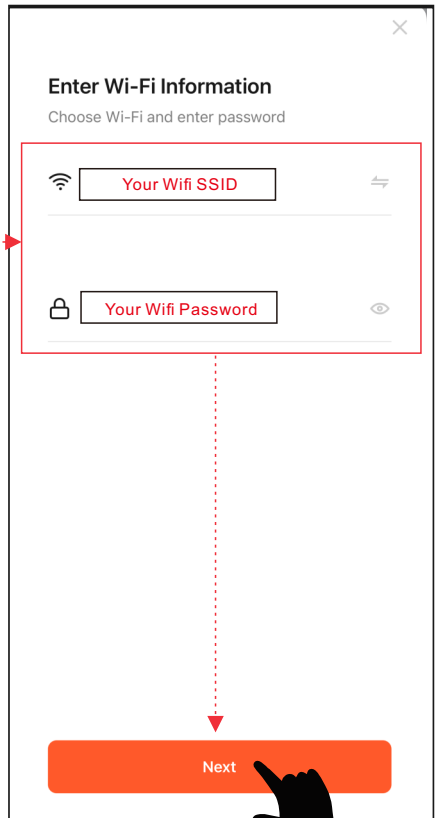 Enter Wi-Fi Information
Choose Wi-Fi and enter password
Your Wifi SSID
Your Wifi Password
Next